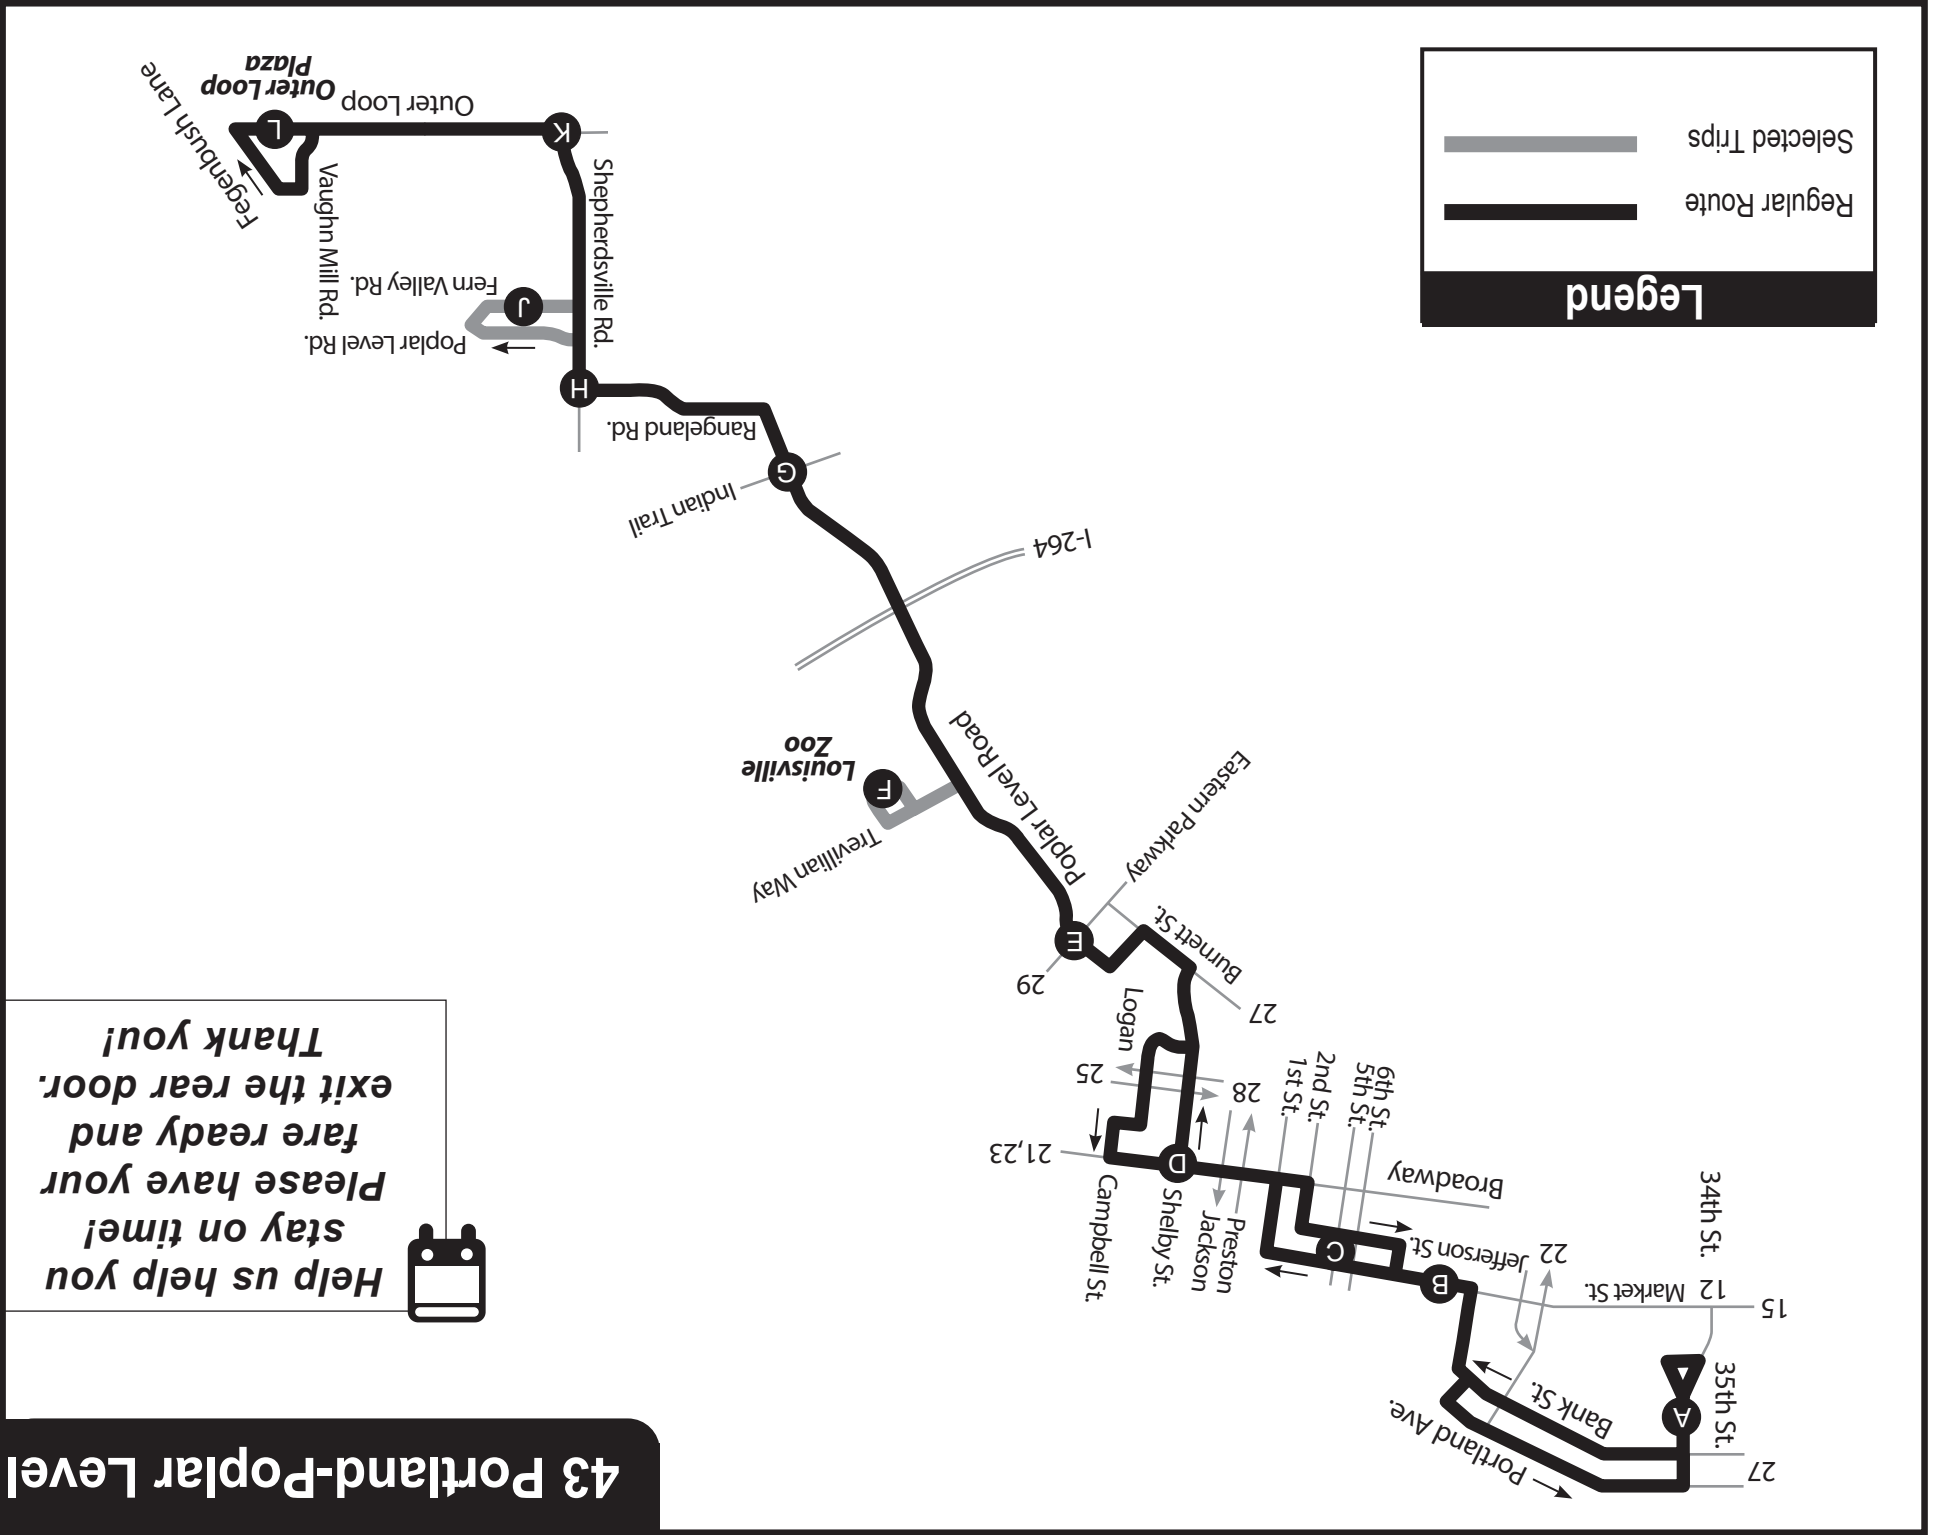 43 Portland-Poplar Level
27
Portland Ave.
Bank St.
35th St.
A
15
12
Market St.
22
Jefferson St.
34th St.
B
C
Broadway
6th St.
5th St.
2nd St.
1st St.
Preston
Jackson
Shelby St.
Campbell St.
D
21,23
28
25
Logan
27
Burnett St.
29
E
Eastern Parkway
Poplar Level Road
Trevillian Way
F
Louisville
Zoo
I-264
Indian Trail
G
Rangeland Rd.
H
Poplar Level Rd.
J
Fern Valley Rd.
Shepherdsville Rd.
Vaughn Mill Rd.
Fegenbush Lane
K
Outer Loop
L
Outer Loop
Plaza
Help us help you
stay on time!
Please have your
fare ready and
exit the rear door.
Thank you!
Legend
Regular Route
Selected Trips